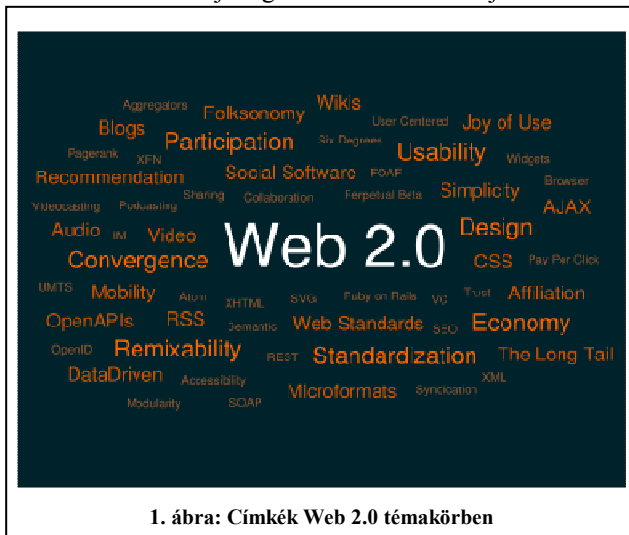 Aggregators Folksonomy Wikis
Blogs User Centered Joy of Use
Participation Six Degrees Usability
Pagerank XFN Widgets
Recommendation Social Software FOAF Browser
Sharing Collaboration Perpetual Beta Simplicity
Videocasting Podcasting AJAX
Audio IM Video Web 2.0 Design
Convergence CSS Pay Per Click
UMTS Mobility Atom XHTML SVG Ruby on Rails VC Trust Affiliation
OpenAPIs RSS Semantic Web Standards SEO Economy
OpenID Remixability REST Standardization The Long Tail
DataDriven Accessibility XML
Microformats Syndication
Modularity SOAP
1. ábra: Címkék Web 2.0 témakörben